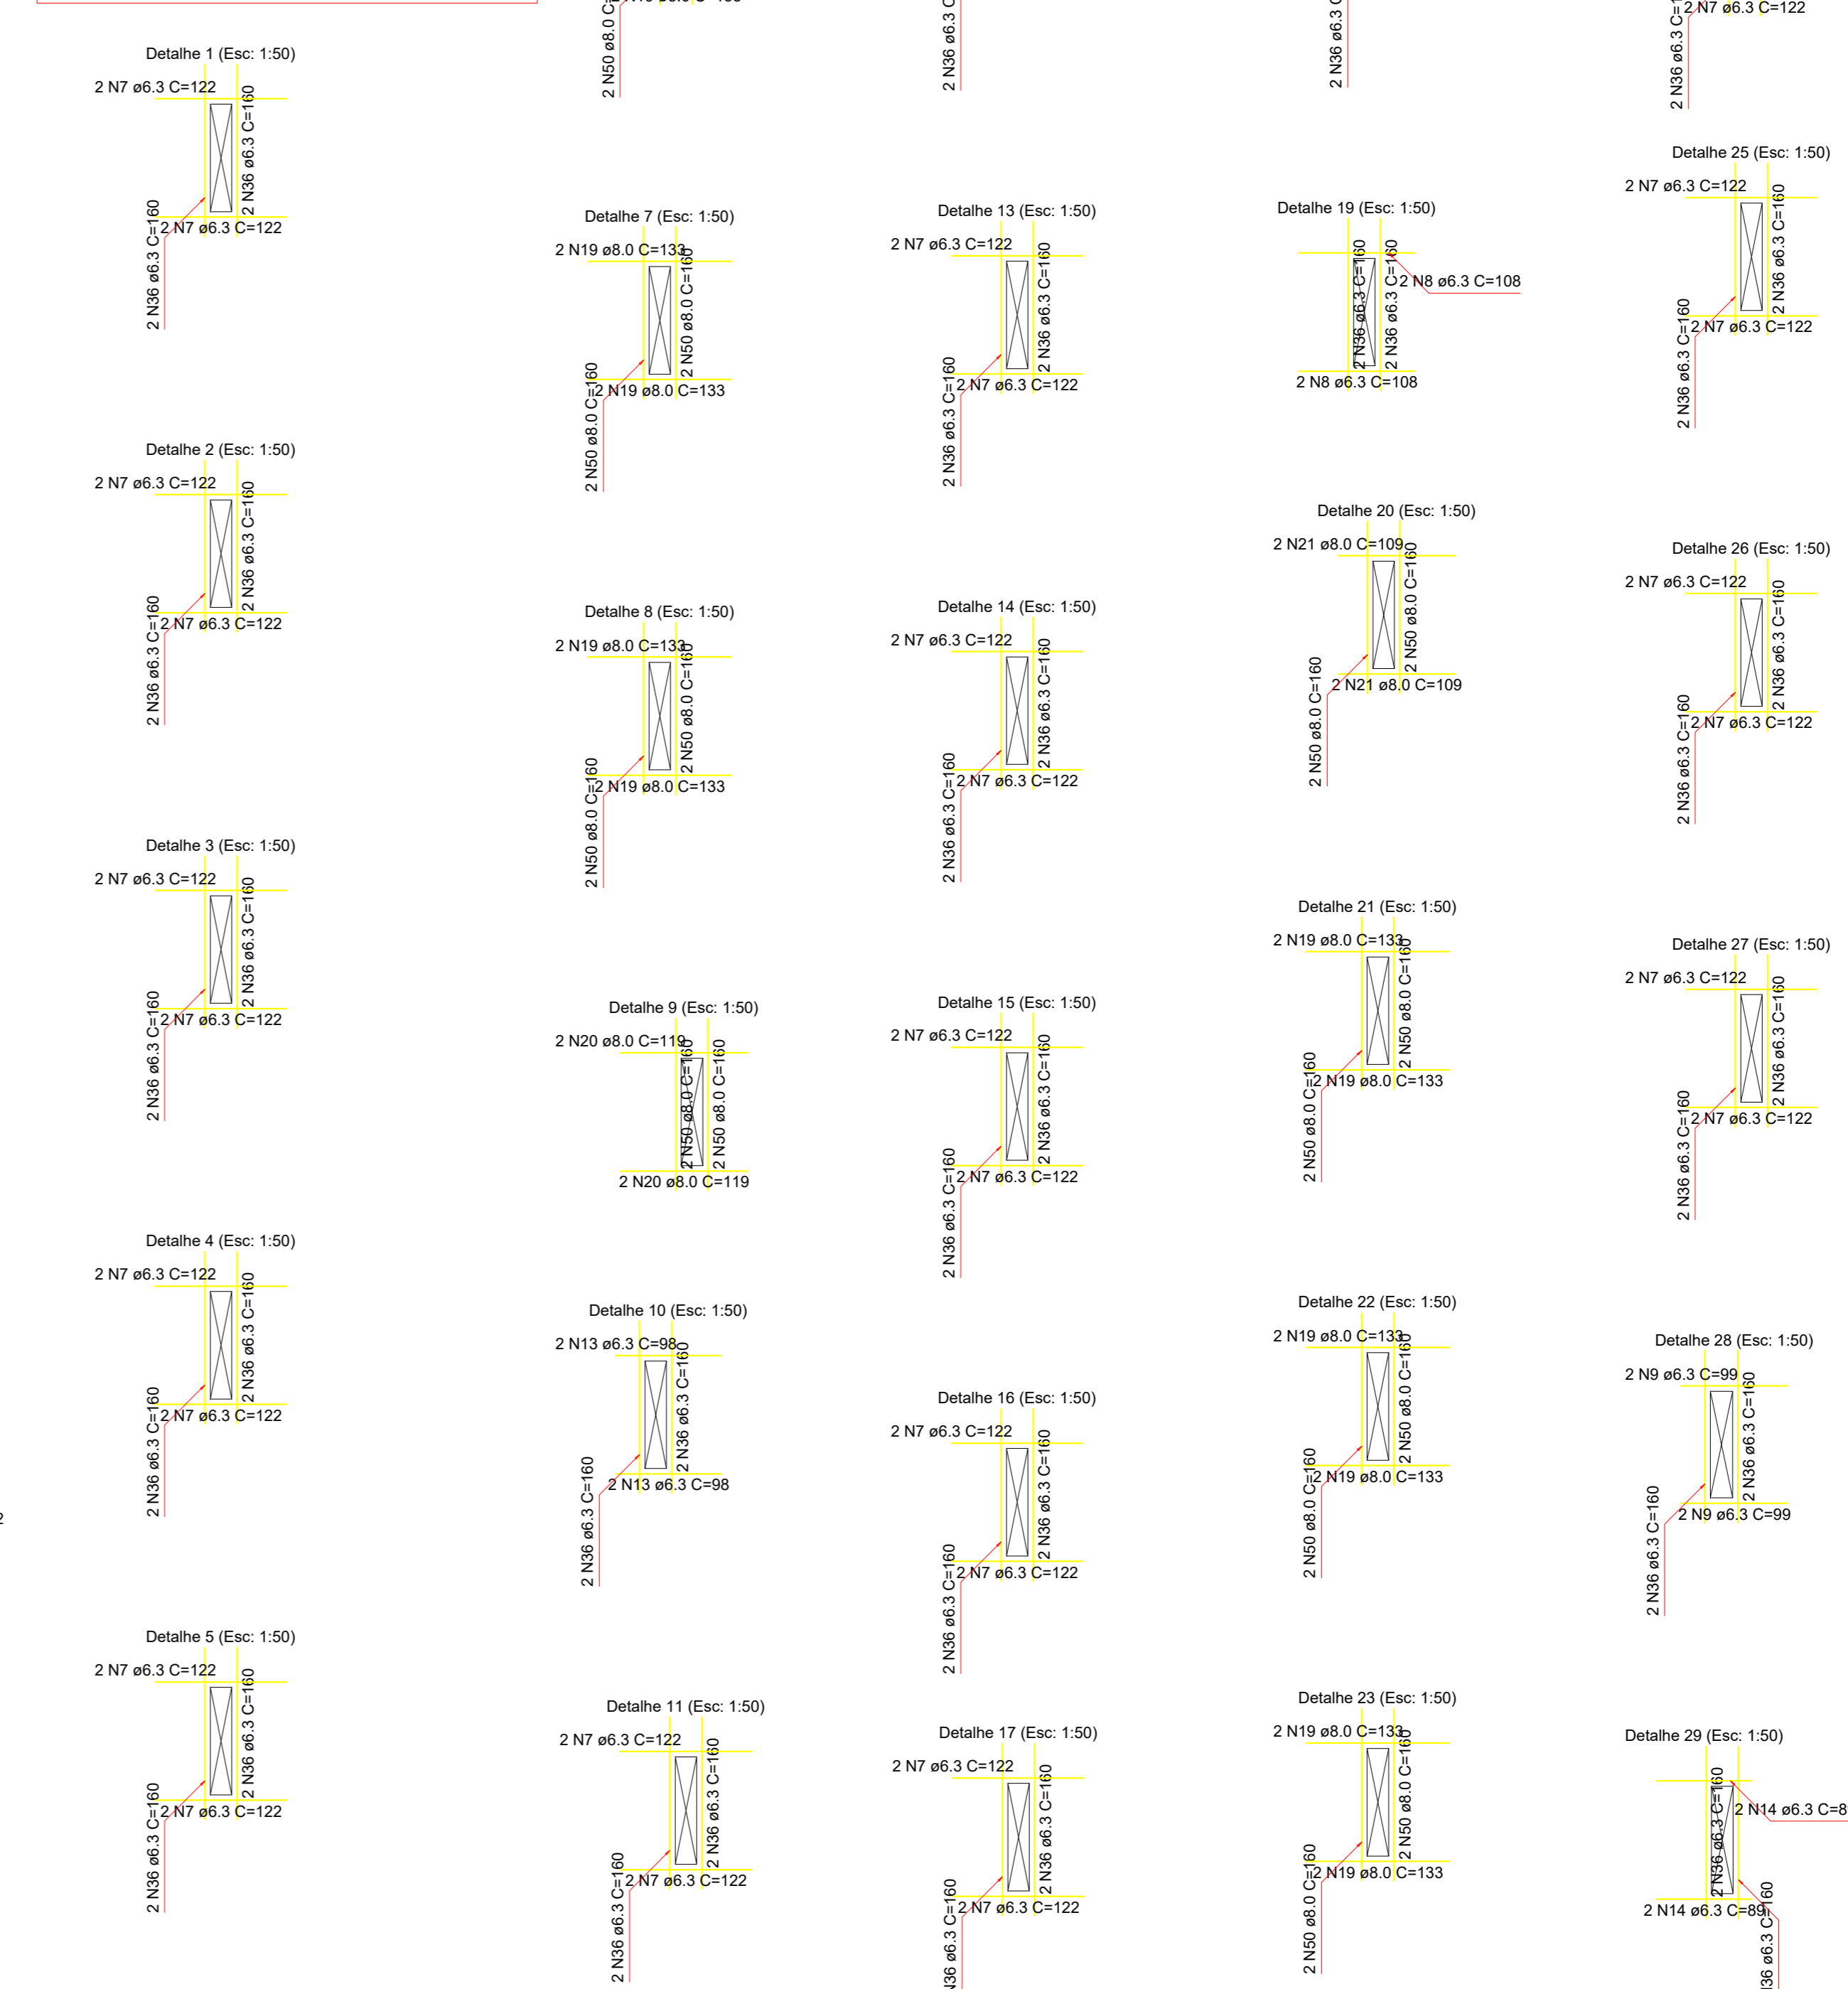 2 N50 ø8.0 C=
2 N36 ø6.3 C
2 N36 ø6.3 C
2 N36 ø6.3 C=1
2 N7 ø6.3 C=122
Detalhe 1 (Esc: 1:50)
2 N7 ø6.3 C=122
2 N36 ø6.3 C=160
2 N36 ø6.3 C=160
2 N7 ø6.3 C=122
Detalhe 2 (Esc: 1:50)
2 N7 ø6.3 C=122
2 N36 ø6.3 C=160
2 N36 ø6.3 C=160
2 N7 ø6.3 C=122
Detalhe 3 (Esc: 1:50)
2 N7 ø6.3 C=122
2 N36 ø6.3 C=160
2 N36 ø6.3 C=160
2 N7 ø6.3 C=122
Detalhe 4 (Esc: 1:50)
2 N7 ø6.3 C=122
2 N36 ø6.3 C=160
2 N36 ø6.3 C=160
2 N7 ø6.3 C=122
2
Detalhe 5 (Esc: 1:50)
2 N7 ø6.3 C=122
2 N36 ø6.3 C=160
2 N36 ø6.3 C=160
2 N7 ø6.3 C=122
Detalhe 7 (Esc: 1:50)
2 N19 ø8.0 C=133
2 N50 ø8.0 C=160
2 N50 ø8.0 C=160
2 N19 ø8.0 C=133
Detalhe 8 (Esc: 1:50)
2 N19 ø8.0 C=133
2 N50 ø8.0 C=160
2 N50 ø8.0 C=160
2 N19 ø8.0 C=133
Detalhe 9 (Esc: 1:50)
2 N20 ø8.0 C=119
2 N50 ø8.0 C=160
2 N50 ø8.0 C=160
2 N20 ø8.0 C=119
Detalhe 10 (Esc: 1:50)
2 N13 ø6.3 C=98
2 N36 ø6.3 C=160
2 N36 ø6.3 C=160
2 N13 ø6.3 C=98
Detalhe 11 (Esc: 1:50)
2 N7 ø6.3 C=122
2 N36 ø6.3 C=160
2 N36 ø6.3 C=160
2 N7 ø6.3 C=122
Detalhe 13 (Esc: 1:50)
2 N7 ø6.3 C=122
2 N36 ø6.3 C=160
2 N36 ø6.3 C=160
2 N7 ø6.3 C=122
Detalhe 14 (Esc: 1:50)
2 N7 ø6.3 C=122
2 N36 ø6.3 C=160
2 N36 ø6.3 C=160
2 N7 ø6.3 C=122
Detalhe 15 (Esc: 1:50)
2 N7 ø6.3 C=122
2 N36 ø6.3 C=160
2 N36 ø6.3 C=160
2 N7 ø6.3 C=122
Detalhe 16 (Esc: 1:50)
2 N7 ø6.3 C=122
2 N36 ø6.3 C=160
2 N36 ø6.3 C=160
2 N7 ø6.3 C=122
Detalhe 17 (Esc: 1:50)
2 N7 ø6.3 C=122
2 N36 ø6.3 C=160
N36 ø6.3 C=160
2 N7 ø6.3 C=122
Detalhe 19 (Esc: 1:50)
2 N36 ø6.3 C=160
2 N36 ø6.3 C=160
2 N8 ø6.3 C=108
2 N8 ø6.3 C=108
Detalhe 20 (Esc: 1:50)
2 N21 ø8.0 C=109
2 N50 ø8.0 C=160
2 N50 ø8.0 C=160
2 N21 ø8.0 C=109
Detalhe 21 (Esc: 1:50)
2 N19 ø8.0 C=133
2 N50 ø8.0 C=160
2 N50 ø8.0 C=160
2 N19 ø8.0 C=133
Detalhe 22 (Esc: 1:50)
2 N19 ø8.0 C=133
2 N50 ø8.0 C=160
2 N50 ø8.0 C=160
2 N19 ø8.0 C=133
Detalhe 23 (Esc: 1:50)
2 N19 ø8.0 C=133
2 N50 ø8.0 C=160
2 N50 ø8.0 C=160
2 N19 ø8.0 C=133
Detalhe 25 (Esc: 1:50)
2 N7 ø6.3 C=122
2 N36 ø6.3 C=160
2 N36 ø6.3 C=160
2 N7 ø6.3 C=122
Detalhe 26 (Esc: 1:50)
2 N7 ø6.3 C=122
2 N36 ø6.3 C=160
2 N36 ø6.3 C=160
2 N7 ø6.3 C=122
Detalhe 27 (Esc: 1:50)
2 N7 ø6.3 C=122
2 N36 ø6.3 C=160
2 N36 ø6.3 C=160
2 N7 ø6.3 C=122
Detalhe 28 (Esc: 1:50)
2 N9 ø6.3 C=99
2 N36 ø6.3 C=160
2 N36 ø6.3 C=160
2 N9 ø6.3 C=99
Detalhe 29 (Esc: 1:50)
2 N36 ø6.3 C=160
2 N14 ø6.3 C=8
2 N14 ø6.3 C=89
36 ø6.3 C=160